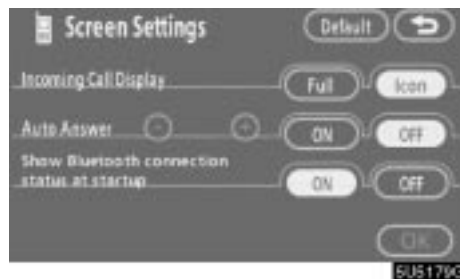 Screen Settings
Default
Incoming Call Display
Full
Icon
Auto Answer
ON
OFF
Show Bluetooth connection
status at startup
ON
OFF
OK
5U5179G